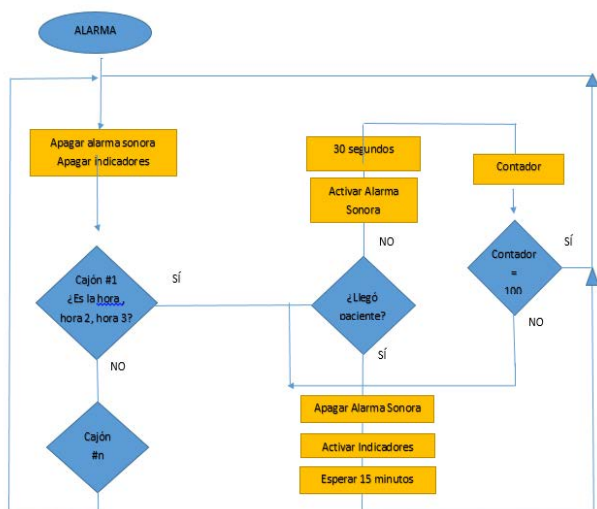 ALARMA
Apagar alarma sonora
Apagar indicadores
30 segundos
Activar Alarma
Sonora
Contador
NO
Cajón #1
¿Es la hora ,
hora 2, hora 3?
SÍ
¿Llegó
paciente?
Contador
=
100
SÍ
NO
NO
SÍ
Cajón
#n
Apagar Alarma Sonora
Activar Indicadores
Esperar 15 minutos